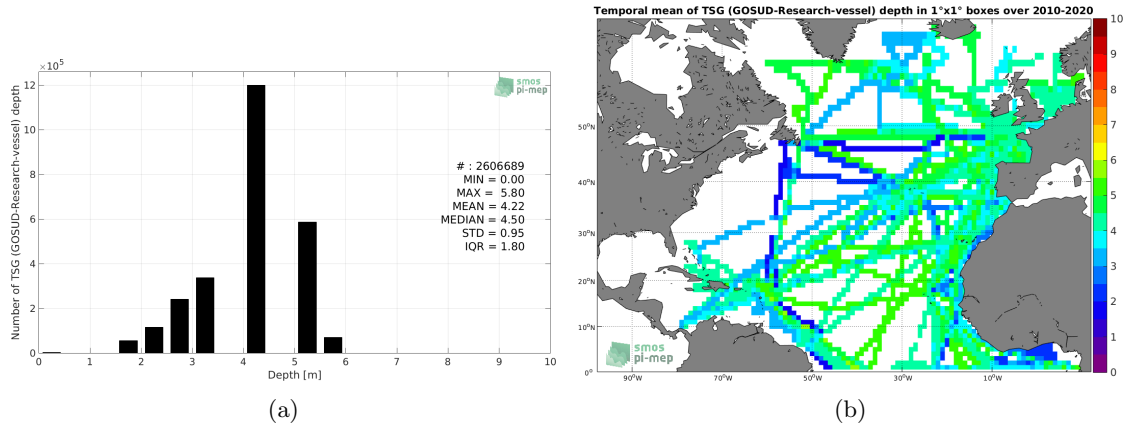 ×10⁵
12
10
8
6
4
2
0
Number of TSG (GOSUD-Research-vessel) depth
smos
pi-mep
# : 2606689
MIN = 0.00
MAX = 5.80
MEAN = 4.22
MEDIAN = 4.50
STD = 0.95
IQR = 1.80
0 1 2 3 4 5 6 7 8 9 10
Depth [m]
(a)
Temporal mean of TSG (GOSUD-Research-vessel) depth in 1°x1° boxes over 2010-2020
50°N
40°N
30°N
20°N
10°N
0°
90°W 70°W 50°W 30°W 10°W
smos
pi-mep
10
9
8
7
6
5
4
3
2
1
0
(b)